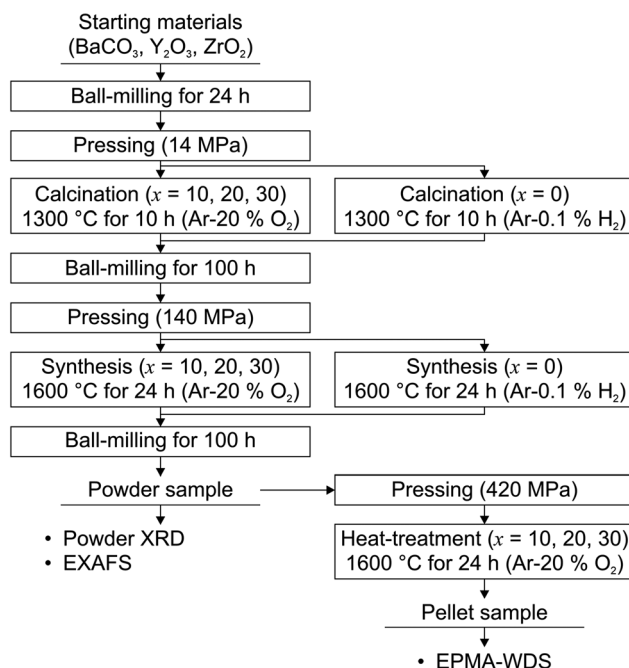 Starting materials
(BaCO₃, Y₂O₃, ZrO₂)
Ball-milling for 24 h
Pressing (14 MPa)
Calcination (x = 10, 20, 30)
1300 °C for 10 h (Ar-20 % O₂)
Calcination (x = 0)
1300 °C for 10 h (Ar-0.1 % H₂)
Ball-milling for 100 h
Pressing (140 MPa)
Synthesis (x = 10, 20, 30)
1600 °C for 24 h (Ar-20 % O₂)
Synthesis (x = 0)
1600 °C for 24 h (Ar-0.1 % H₂)
Ball-milling for 100 h
Powder sample
• Powder XRD
• EXAFS
Pressing (420 MPa)
Heat-treatment (x = 10, 20, 30)
1600 °C for 24 h (Ar-20 % O₂)
Pellet sample
• EPMA-WDS